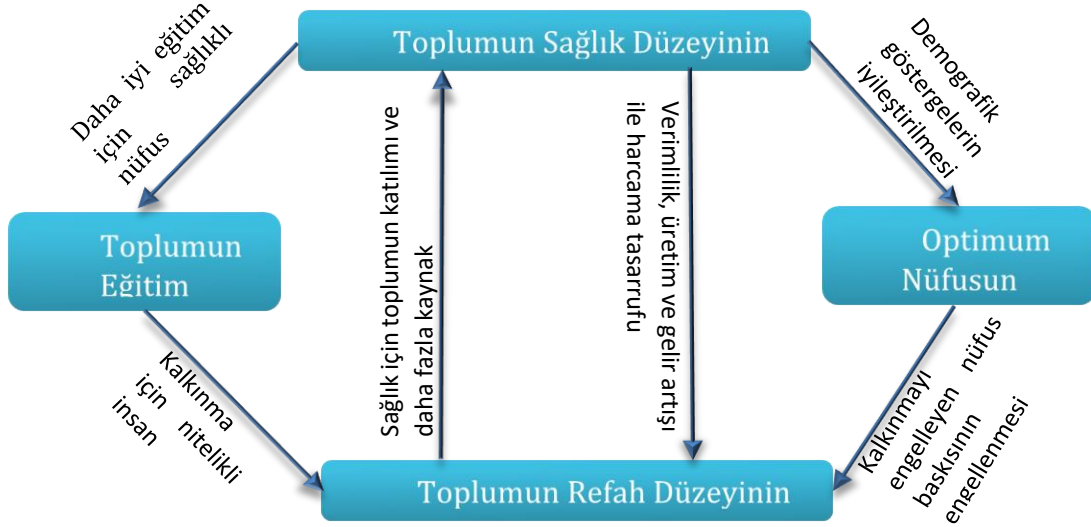 Toplumun Sağlık Düzeyinin
Daha iyi eğitim
için sağlıklı
nüfus
Demografik
göstergelerin
iyileştirilmesi
Sağlık için toplumun katılımı ve
daha fazla kaynak
Verimlilik, üretim ve gelir artışı
ile harcama tasarrufu
Toplumun
Eğitim
Optimum
Nüfusun
Kalkınma
için nitelikli
insan
Kalkınmayı
engelleyen nüfus
baskısının
engellenmesi
Toplumun Refah Düzeyinin